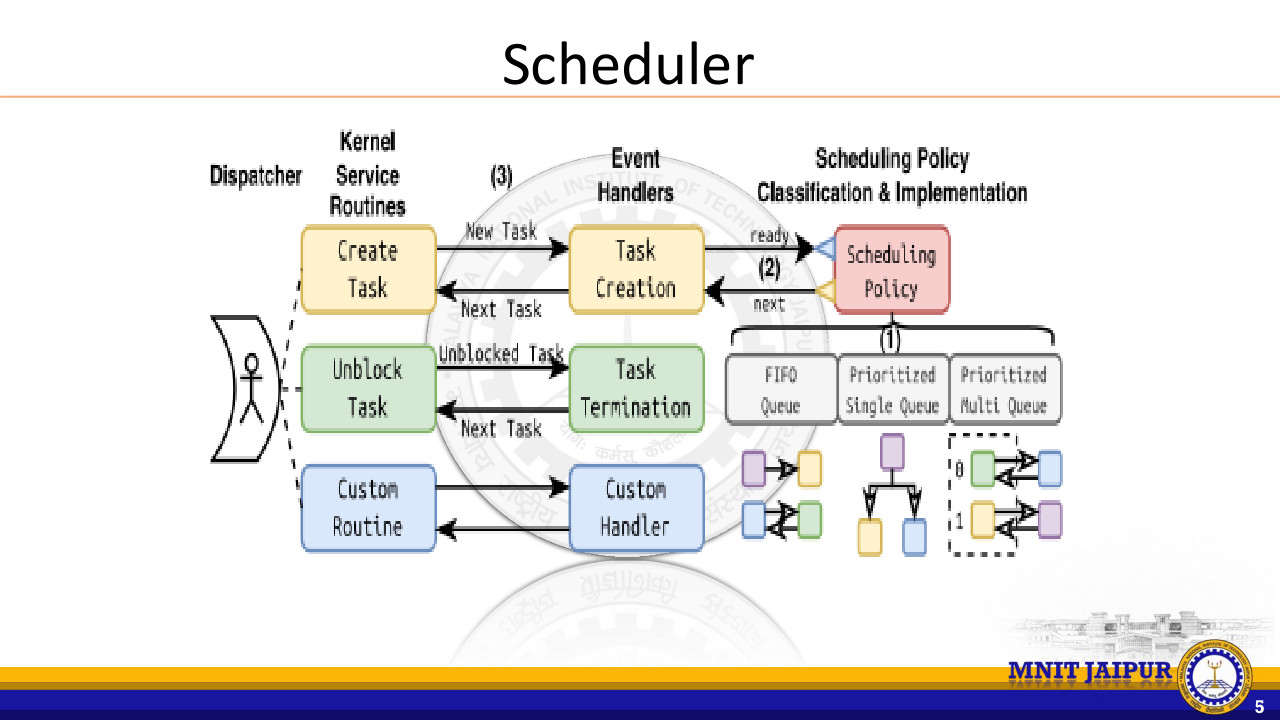 Scheduler
Dispatcher
Kernel
Service
Routines
(3)
Event
Handlers
Scheduling Policy
Classification & Implementation
Create
Task
New Task
Next Task
Task
Creation
ready
(2)
next
Scheduling
Policy
(1)
Unblock
Task
Unblocked Task
Next Task
Task
Termination
FIFO
Queue
Prioritized
Single Queue
Prioritized
Multi Queue
Custom
Routine
Custom
Handler
0
1
MNIT JAIPUR
5